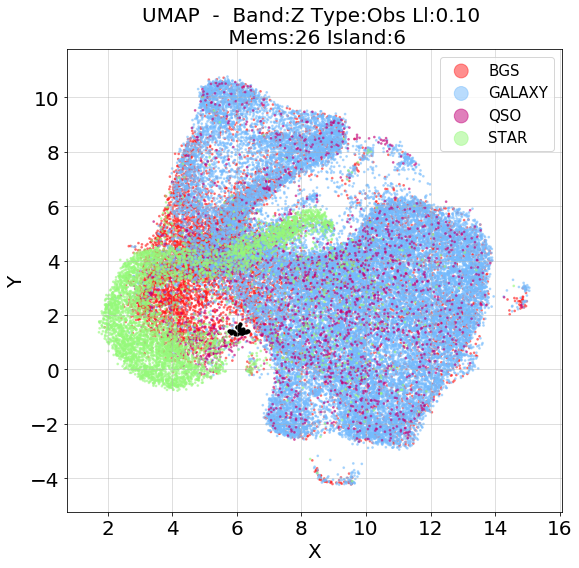 UMAP  -  Band:Z Type:Obs Ll:0.10
Mems:26 Island:6
BGS
GALAXY
QSO
STAR
10
8
6
4
2
0
−2
−4
Y
2 4 6 8 10 12 14 16
X